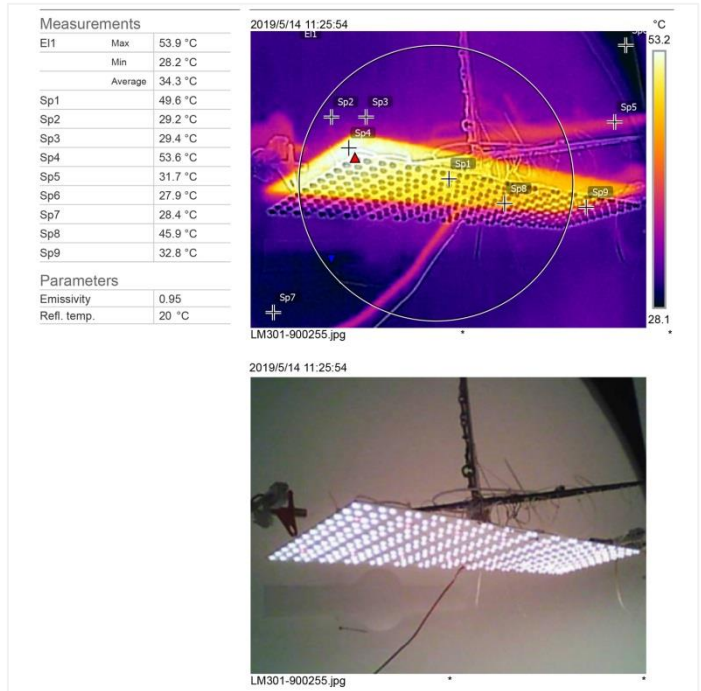 Measurements
El1 Max 53.9 °C
Min 28.2 °C
Average 34.3 °C
Sp1 49.6 °C
Sp2 29.2 °C
Sp3 29.4 °C
Sp4 53.6 °C
Sp5 31.7 °C
Sp6 27.9 °C
Sp7 28.4 °C
Sp8 45.9 °C
Sp9 32.8 °C
Parameters
Emissivity 0.95
Refl. temp. 20 °C
2019/5/14 11:25:54
°C
53.2
El1
Sp2 Sp3
Sp5
Sp4
Sp1
Sp8 Sp9
Sp7
28.1
LM301-900255.jpg * *
2019/5/14 11:25:54
LM301-900255.jpg * *